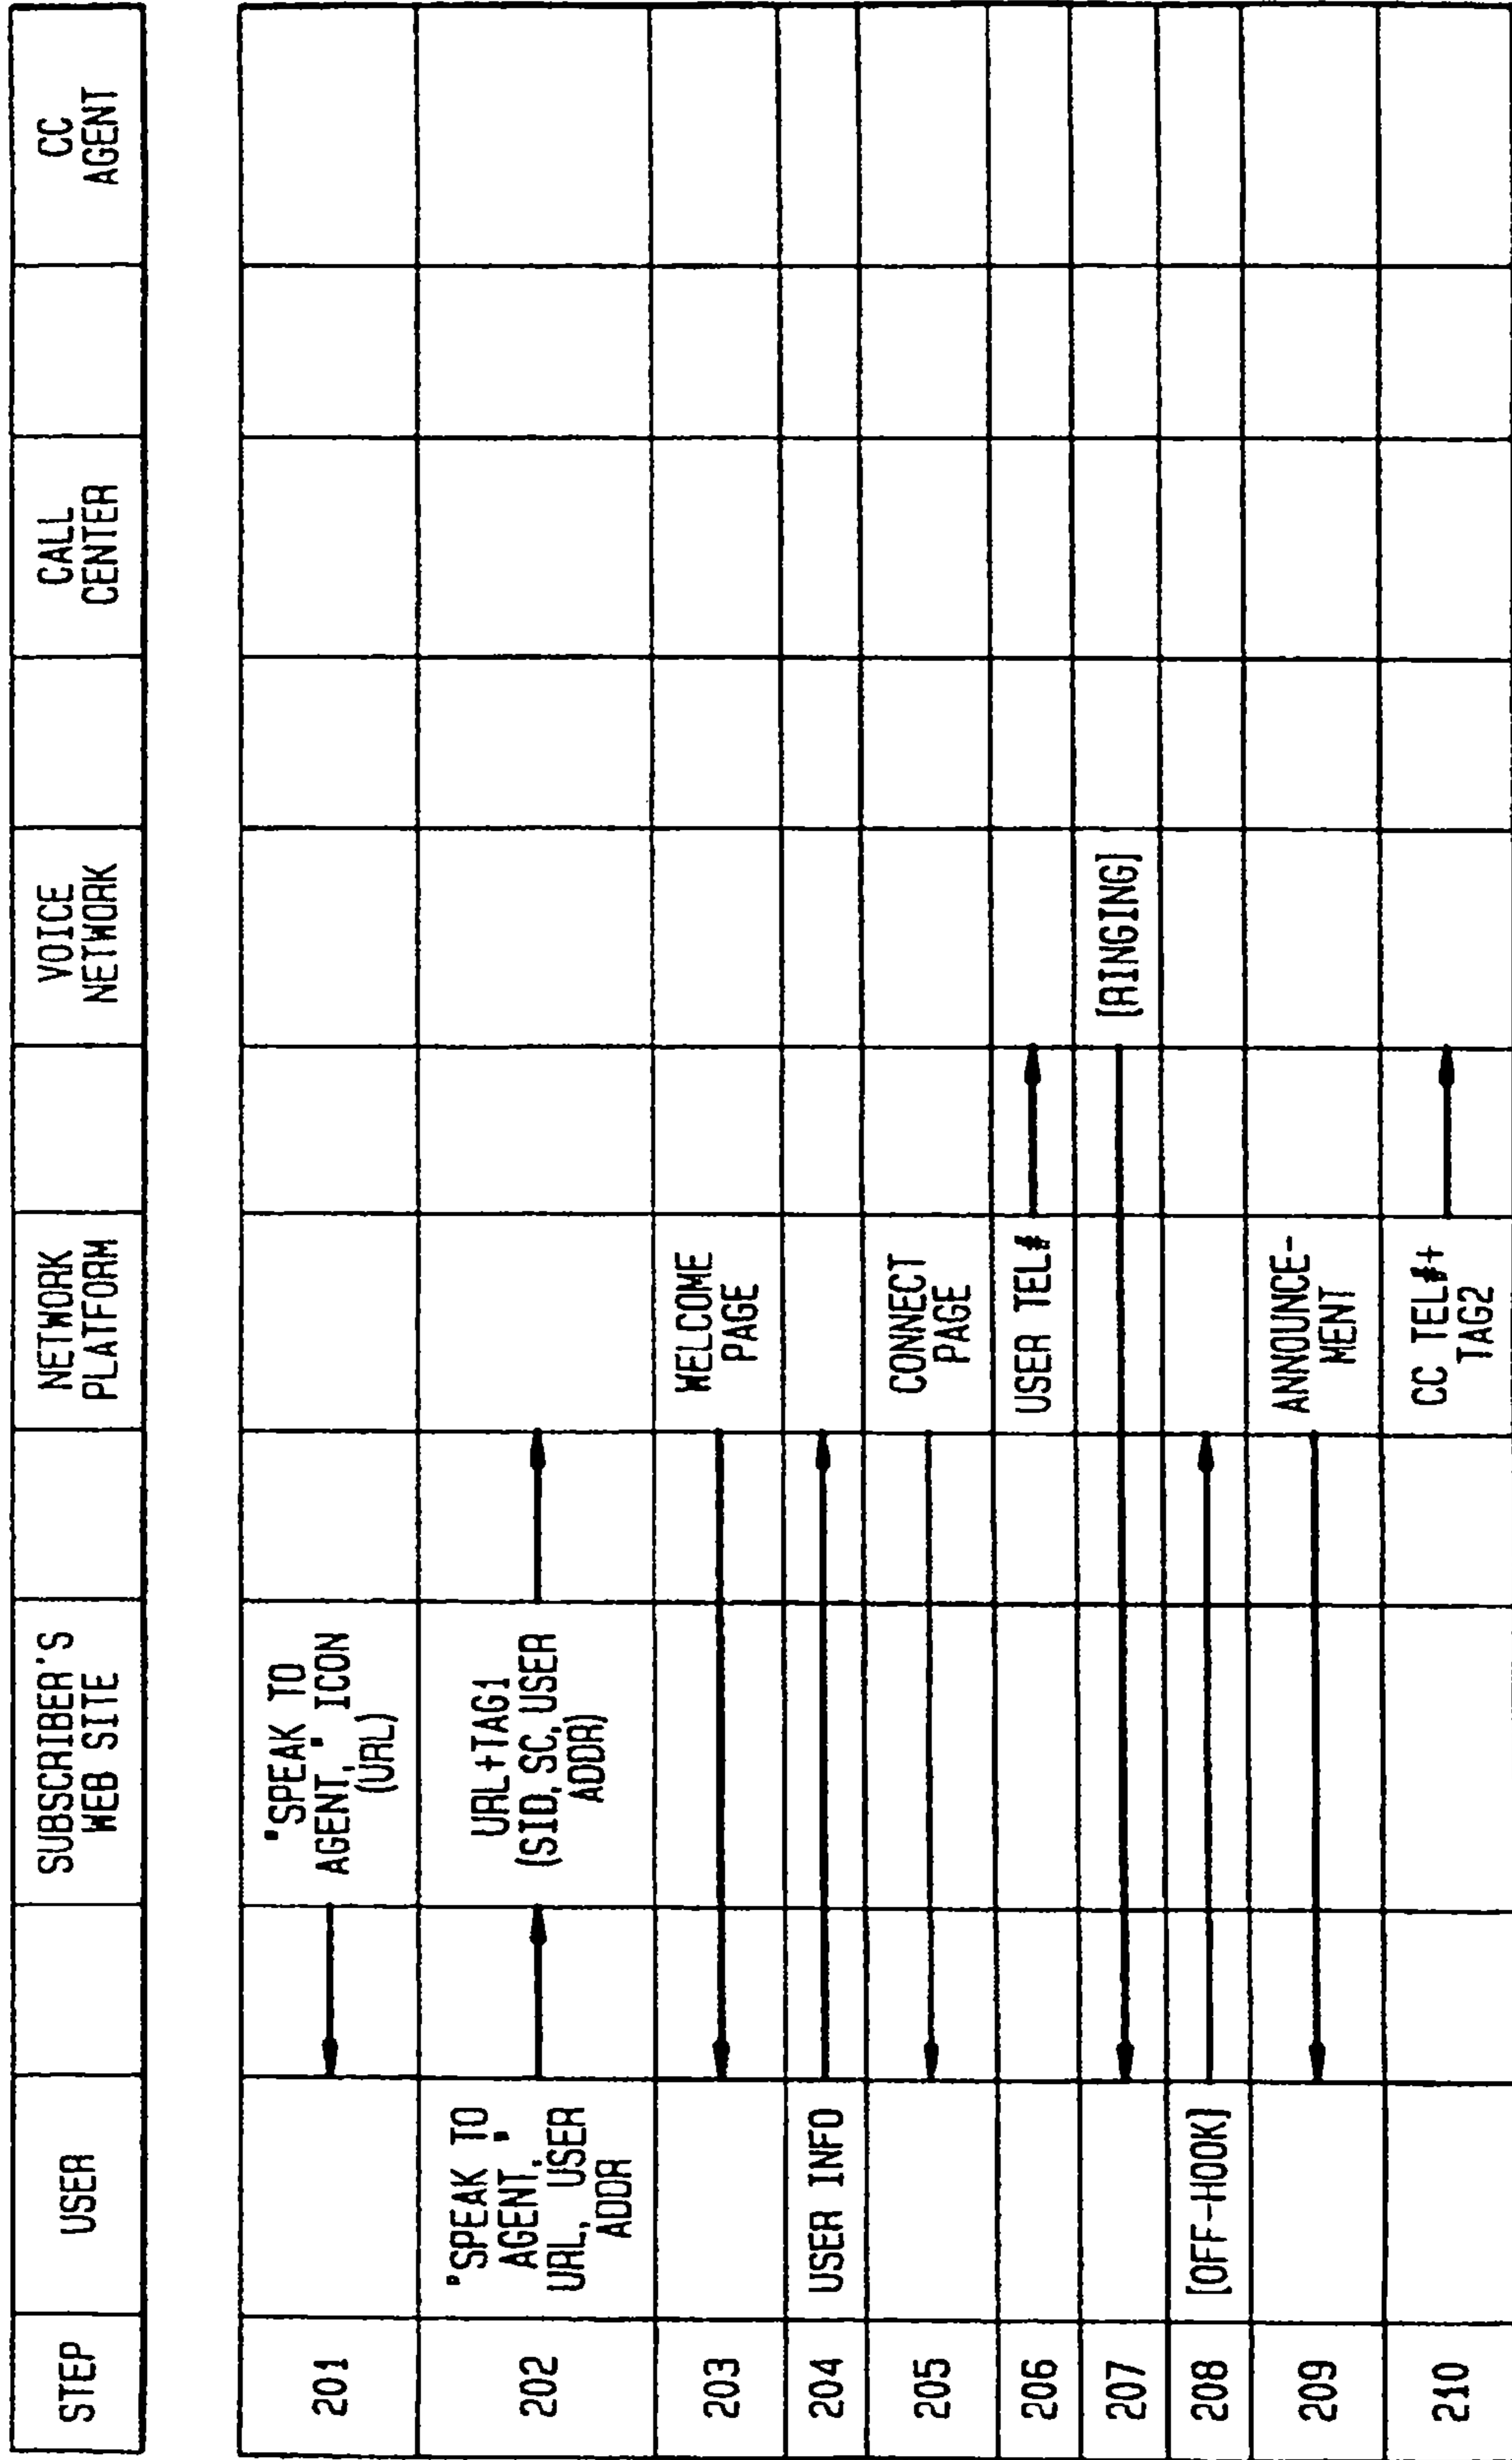 STEP
USER
SUBSCRIBER'S
WEB SITE
NETWORK
PLATFORM
VOICE
NETWORK
CALL
CENTER
CC
AGENT
201
"SPEAK TO
AGENT," ICON
(URL)
202
"SPEAK TO
AGENT,"
URL, USER
ADDR
URL+TAG1
(SID, SC, USER
ADDR)
203
WELCOME
PAGE
204
USER INFO
205
CONNECT
PAGE
206
USER TEL#
207
[RINGING]
208
[OFF-HOOK]
209
ANNOUNCE-
MENT
210
CC TEL#+
TAG2